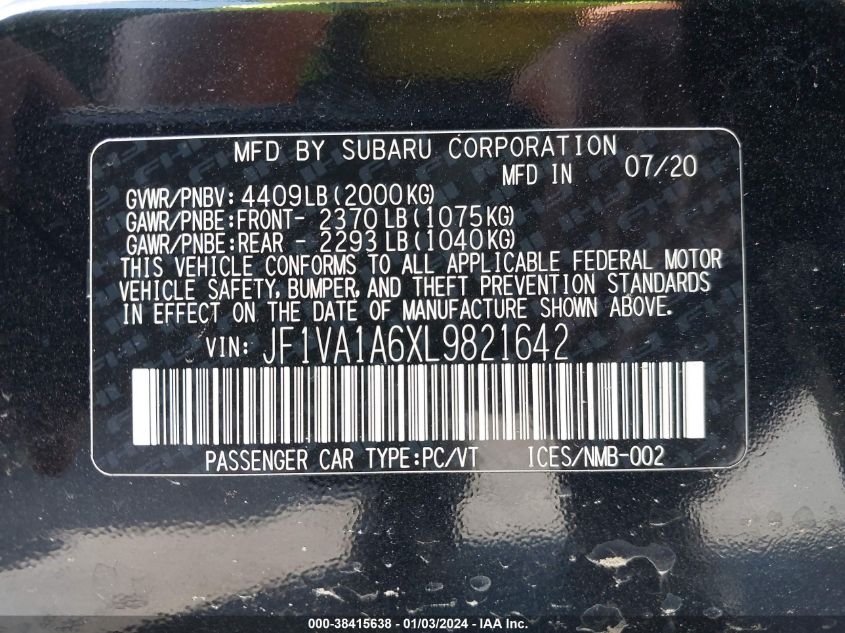 MFD BY SUBARU CORPORATION
MFD IN 07/20
GVWR/PNBV: 4409LB(2000KG)
GAWR/PNBE:FRONT- 2370LB(1075KG)
GAWR/PNBE:REAR - 2293LB(1040KG)
THIS VEHICLE CONFORMS TO ALL APPLICABLE FEDERAL MOTOR
VEHICLE SAFETY, BUMPER, AND THEFT PREVENTION STANDARDS
IN EFFECT ON THE DATE OF MANUFACTURE SHOWN ABOVE.
VIN: JF1VA1A6XL9821642
PASSENGER CAR TYPE:PC/VT ICES/NMB-002
000-38415638 - 01/03/2024 - IAA Inc.